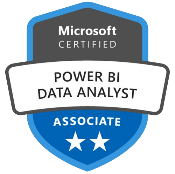 Microsoft
CERTIFIED
POWER BI
DATA ANALYST
ASSOCIATE